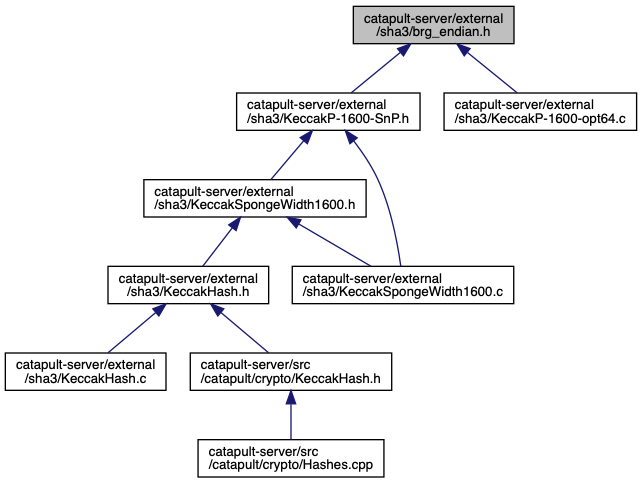 catapult-server/external
/sha3/brg_endian.h
catapult-server/external
/sha3/KeccakP-1600-SnP.h
catapult-server/external
/sha3/KeccakP-1600-opt64.c
catapult-server/external
/sha3/KeccakSpongeWidth1600.h
catapult-server/external
/sha3/KeccakHash.h
catapult-server/external
/sha3/KeccakSpongeWidth1600.c
catapult-server/external
/sha3/KeccakHash.c
catapult-server/src
/catapult/crypto/KeccakHash.h
catapult-server/src
/catapult/crypto/Hashes.cpp